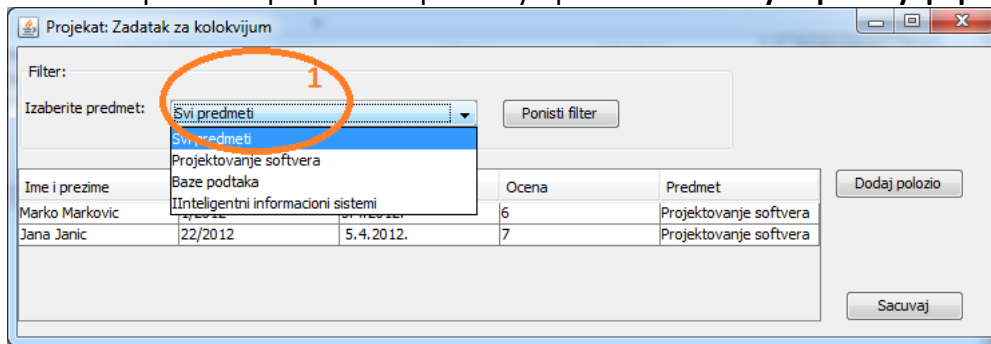 Projekat: Zadatak za kolokvijum
Filter:
1
Izaberite predmet:
Svi predmeti
Ponisti filter
Svi predmeti
Projektovanje softvera
Baze podtaka
IInteligentni informacioni sistemi
Ime i prezime Ocena Predmet
Dodaj polozio
Marko Markovic 1/2012 6 Projektovanje softvera
Jana Janic 22/2012 5.4.2012. 7 Projektovanje softvera
Sacuvaj